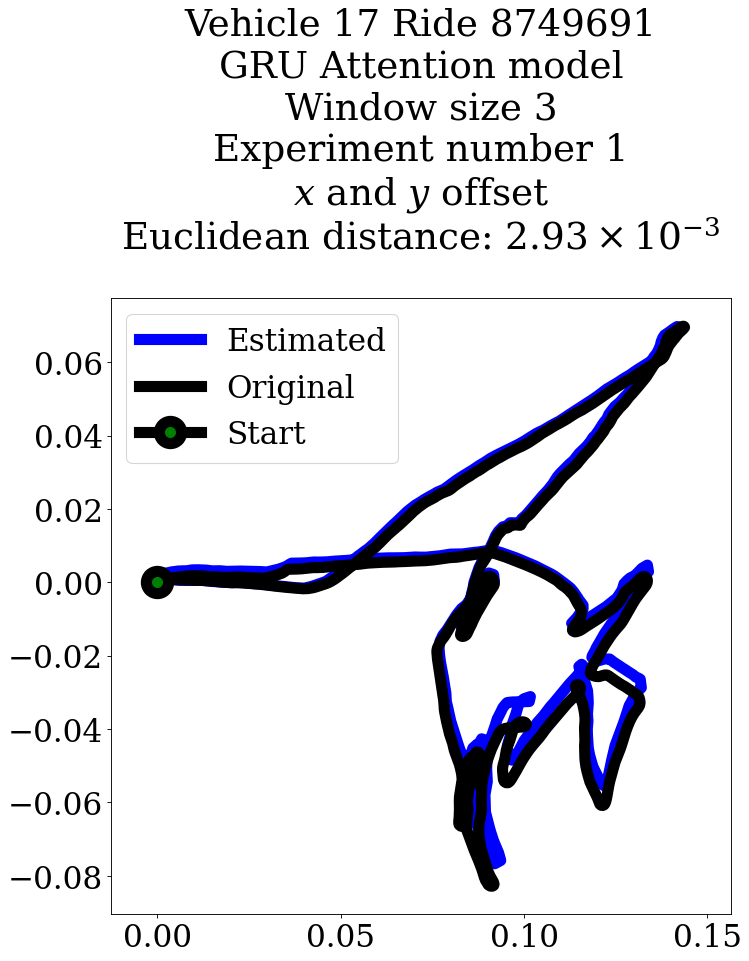 Vehicle 17 Ride 8749691
GRU Attention model
Window size 3
Experiment number 1
x and y offset
Euclidean distance: 2.93 × 10⁻³
Estimated
Original
Start
0.06
0.04
0.02
0.00
−0.02
−0.04
−0.06
−0.08
0.00 0.05 0.10 0.15